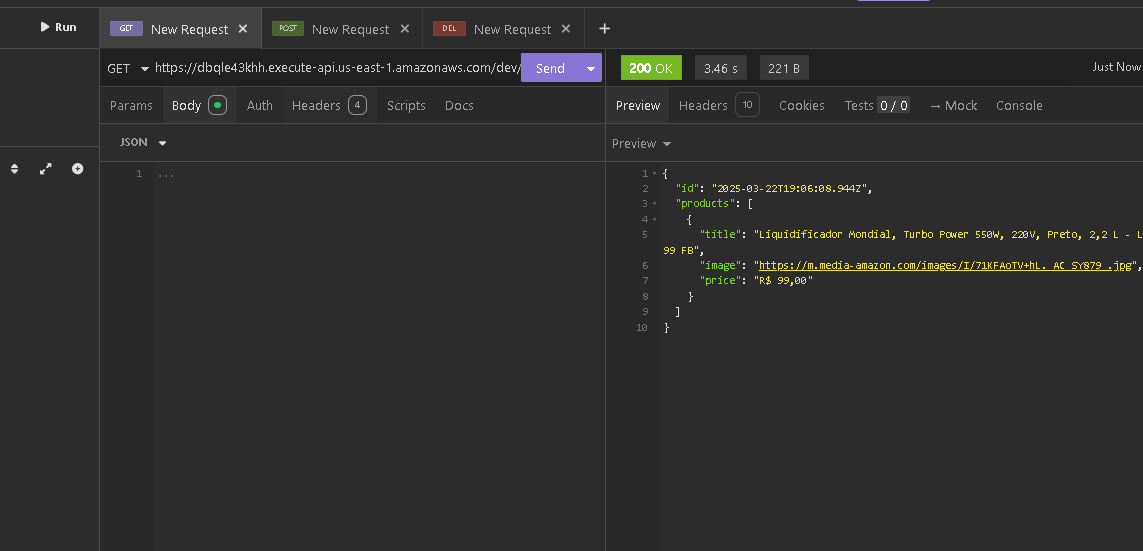 Run
GET New Request
POST New Request
DEL New Request
GET https://dbqle43khh.execute-api.us-east-1.amazonaws.com/dev/ Send
200 OK 3.46 s 221 B Just Now
Params Body Auth Headers 4 Scripts Docs
Preview Headers 10 Cookies Tests 0 / 0 → Mock Console
JSON
Preview
1 ...
1 {
2 "id": "2025-03-22T19:06:08.944Z",
3 "products": [
4 {
5 "title": "Liquidificador Mondial, Turbo Power 550W, 220V, Preto, 2,2 L - L
99 FB",
6 "image": "https://m.media-amazon.com/images/I/71KFAoTV+hL._AC_SY879_.jpg",
7 "price": "R$ 99,00"
8 }
9 ]
10 }